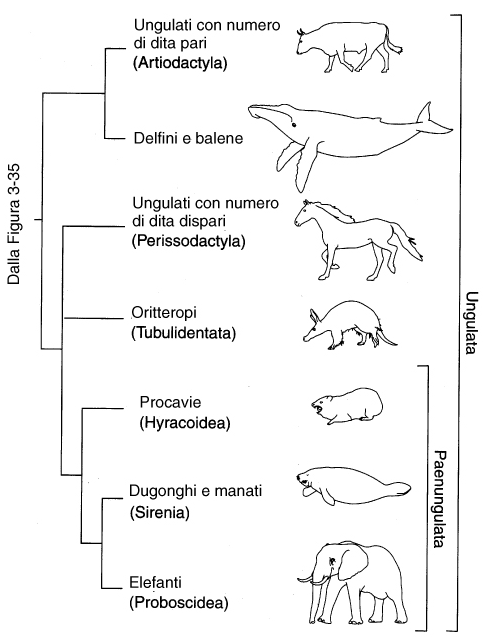 Ungulati con numero
di dita pari
(Artiodactyla)
Delfini e balene
Dalla Figura 3-35
Ungulati con numero
di dita dispari
(Perissodactyla)
Oritteropi
(Tubulidentata)
Ungulata
Procavie
(Hyracoidea)
Paenungulata
Dugonghi e manati
(Sirenia)
Elefanti
(Proboscidea)